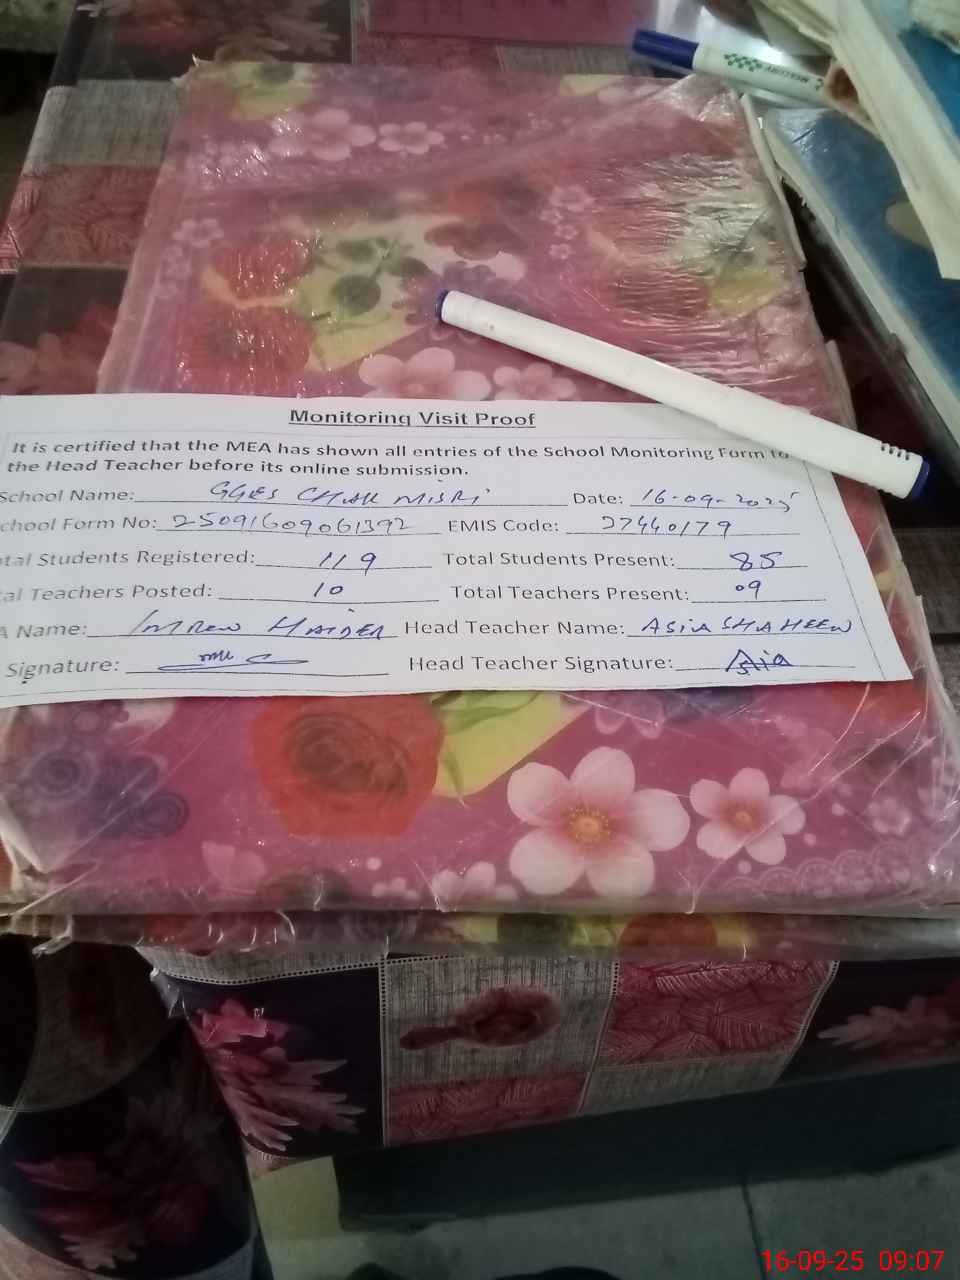 MERCURY
Monitoring Visit Proof
It is certified that the MEA has shown all entries of the School Monitoring Form to
the Head Teacher before its online submission.
School Name: GGES CHAK MISRI Date: 16-09-2025
chool Form No: 25091609061392 EMIS Code: 37440179
tal Students Registered: 119 Total Students Present: 85
al Teachers Posted: 10 Total Teachers Present: 09
A Name: IMRAN HAIDER Head Teacher Name: ASIA SHAHEEN
Signature: Head Teacher Signature: Asia
16-09-25 09:07